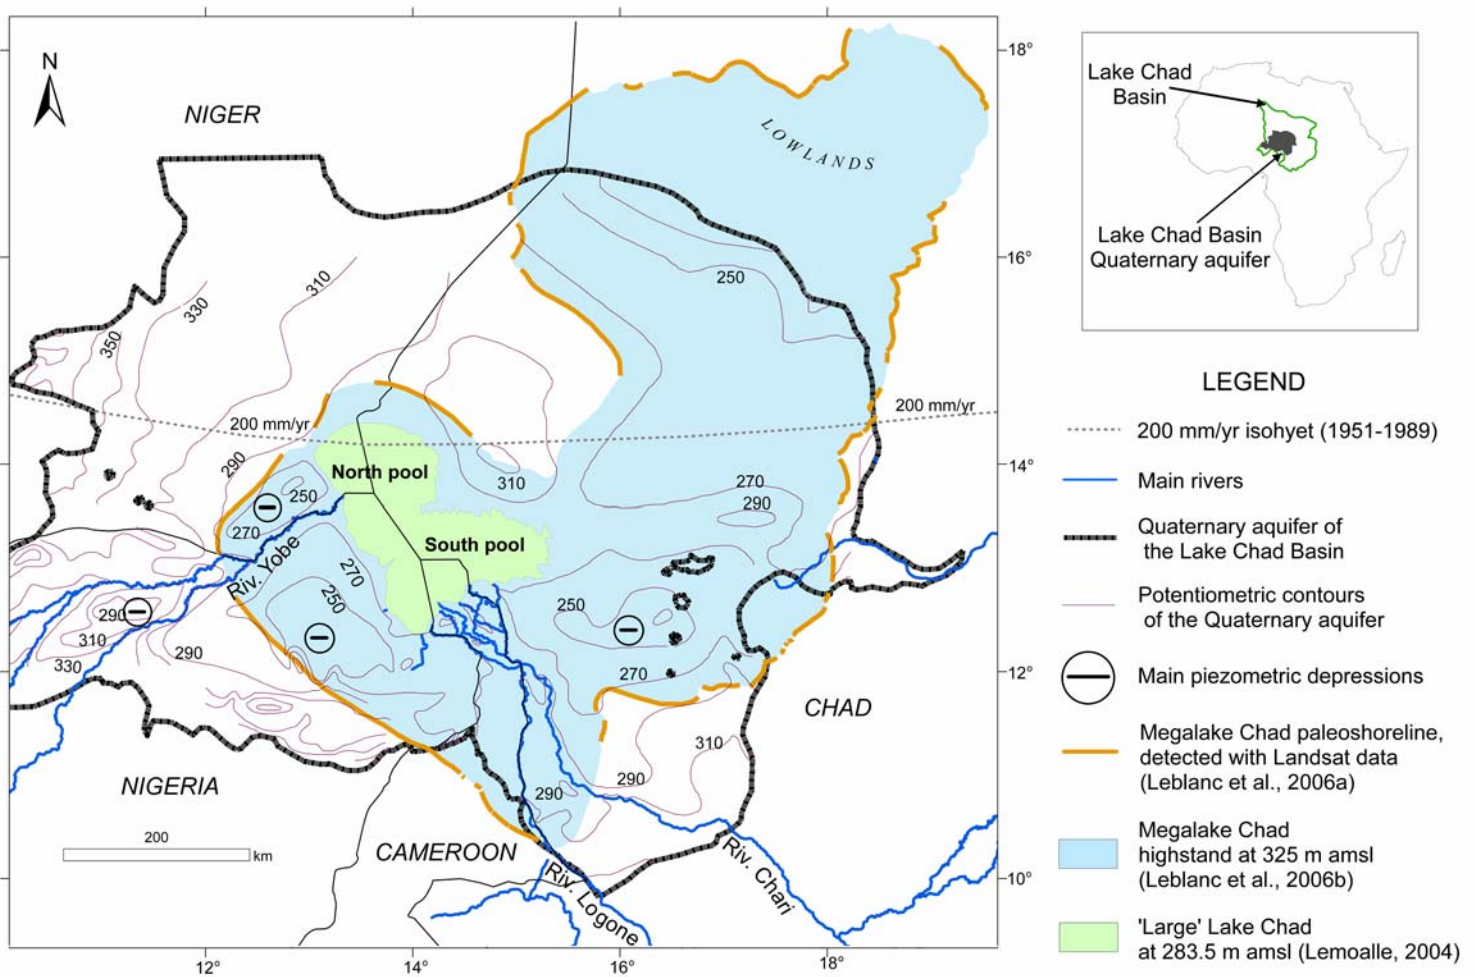 N
NIGER
LOWLANDS
18°
16°
14°
12°
10°
350
330
310
250
200 mm/yr
200 mm/yr
290
250
270
North pool
310
270
290
South pool
Riv. Yobe
270
250
290
310
330
290
250
270
CHAD
310
290
290
NIGERIA
200
km
CAMEROON
Riv. Logone
Riv. Chari
12°
14°
16°
18°
Lake Chad
Basin
Lake Chad Basin
Quaternary aquifer
LEGEND
200 mm/yr isohyet (1951-1989)
Main rivers
Quaternary aquifer of
the Lake Chad Basin
Potentiometric contours
of the Quaternary aquifer
Main piezometric depressions
Megalake Chad paleoshoreline,
detected with Landsat data
(Leblanc et al., 2006a)
Megalake Chad
highstand at 325 m amsl
(Leblanc et al., 2006b)
'Large' Lake Chad
at 283.5 m amsl (Lemoalle, 2004)